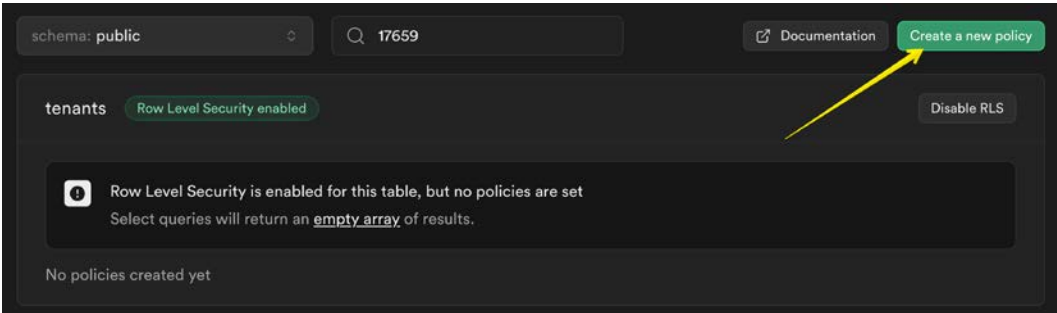 schema: public
17659
Documentation
Create a new policy
tenants
Row Level Security enabled
Disable RLS
Row Level Security is enabled for this table, but no policies are set
Select queries will return an empty array of results.
No policies created yet